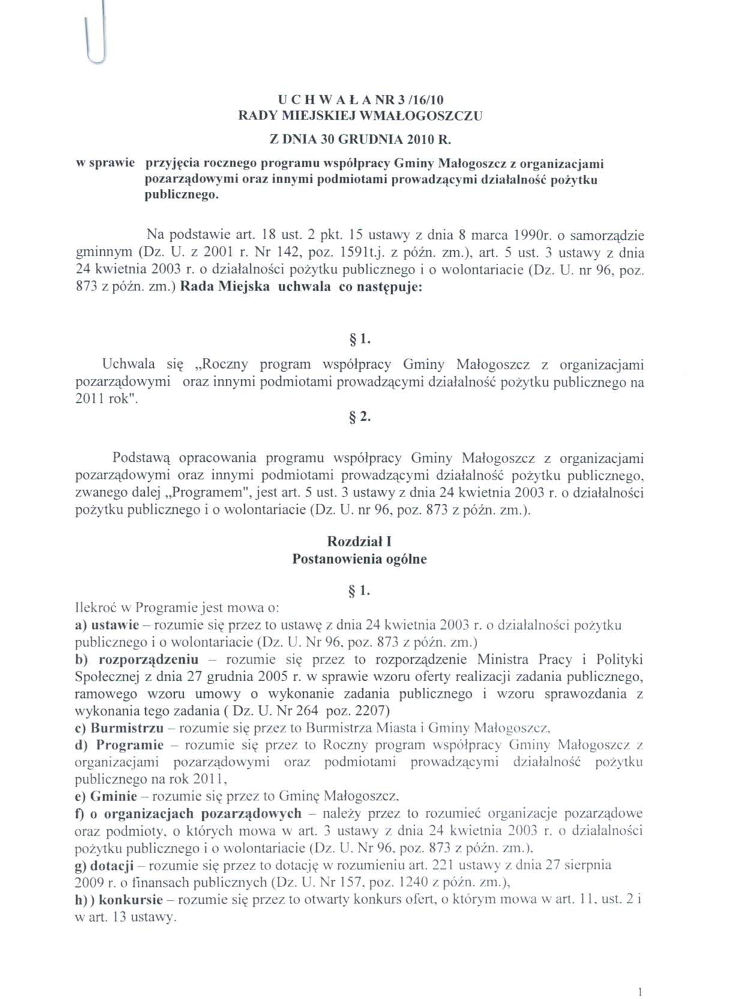 U C H W A Ł A NR 3 /16/10
RADY MIEJSKIEJ WMAŁOGOSZCZU
Z DNIA 30 GRUDNIA 2010 R.
w sprawie przyjęcia rocznego programu współpracy Gminy Małogoszcz z organizacjami
pozarządowymi oraz innymi podmiotami prowadzącymi działalność pożytku
publicznego.
Na podstawie art. 18 ust. 2 pkt. 15 ustawy z dnia 8 marca 1990r. o samorządzie
gminnym (Dz. U. z 2001 r. Nr 142, poz. 1591t.j. z późn. zm.), art. 5 ust. 3 ustawy z dnia
24 kwietnia 2003 r. o działalności pożytku publicznego i o wolontariacie (Dz. U. nr 96, poz.
873 z późn. zm.) Rada Miejska uchwala co następuje:
§ 1.
Uchwala się „Roczny program współpracy Gminy Małogoszcz z organizacjami
pozarządowymi oraz innymi podmiotami prowadzącymi działalność pożytku publicznego na
2011 rok".
§ 2.
Podstawą opracowania programu współpracy Gminy Małogoszcz z organizacjami
pozarządowymi oraz innymi podmiotami prowadzącymi działalność pożytku publicznego,
zwanego dalej „Programem", jest art. 5 ust. 3 ustawy z dnia 24 kwietnia 2003 r. o działalności
pożytku publicznego i o wolontariacie (Dz. U. nr 96, poz. 873 z późn. zm.).
Rozdział I
Postanowienia ogólne
§ 1.
Ilekroć w Programie jest mowa o:
a) ustawie – rozumie się przez to ustawę z dnia 24 kwietnia 2003 r. o działalności pożytku
publicznego i o wolontariacie (Dz. U. Nr 96, poz. 873 z późn. zm.)
b) rozporządzeniu – rozumie się przez to rozporządzenie Ministra Pracy i Polityki
Społecznej z dnia 27 grudnia 2005 r. w sprawie wzoru oferty realizacji zadania publicznego,
ramowego wzoru umowy o wykonanie zadania publicznego i wzoru sprawozdania z
wykonania tego zadania ( Dz. U. Nr 264 poz. 2207)
c) Burmistrzu – rozumie się przez to Burmistrza Miasta i Gminy Małogoszcz,
d) Programie – rozumie się przez to Roczny program współpracy Gminy Małogoszcz z
organizacjami pozarządowymi oraz podmiotami prowadzącymi działalność pożytku
publicznego na rok 2011,
e) Gminie – rozumie się przez to Gminę Małogoszcz,
f) o organizacjach pozarządowych – należy przez to rozumieć organizacje pozarządowe
oraz podmioty, o których mowa w art. 3 ustawy z dnia 24 kwietnia 2003 r. o działalności
pożytku publicznego i o wolontariacie (Dz. U. Nr 96, poz. 873 z późn. zm.).
g) dotacji – rozumie się przez to dotację w rozumieniu art. 221 ustawy z dnia 27 sierpnia
2009 r. o finansach publicznych (Dz. U. Nr 157, poz. 1240 z późn. zm.),
h)) konkursie – rozumie się przez to otwarty konkurs ofert, o którym mowa w art. 11. ust. 2 i
w art. 13 ustawy.
1